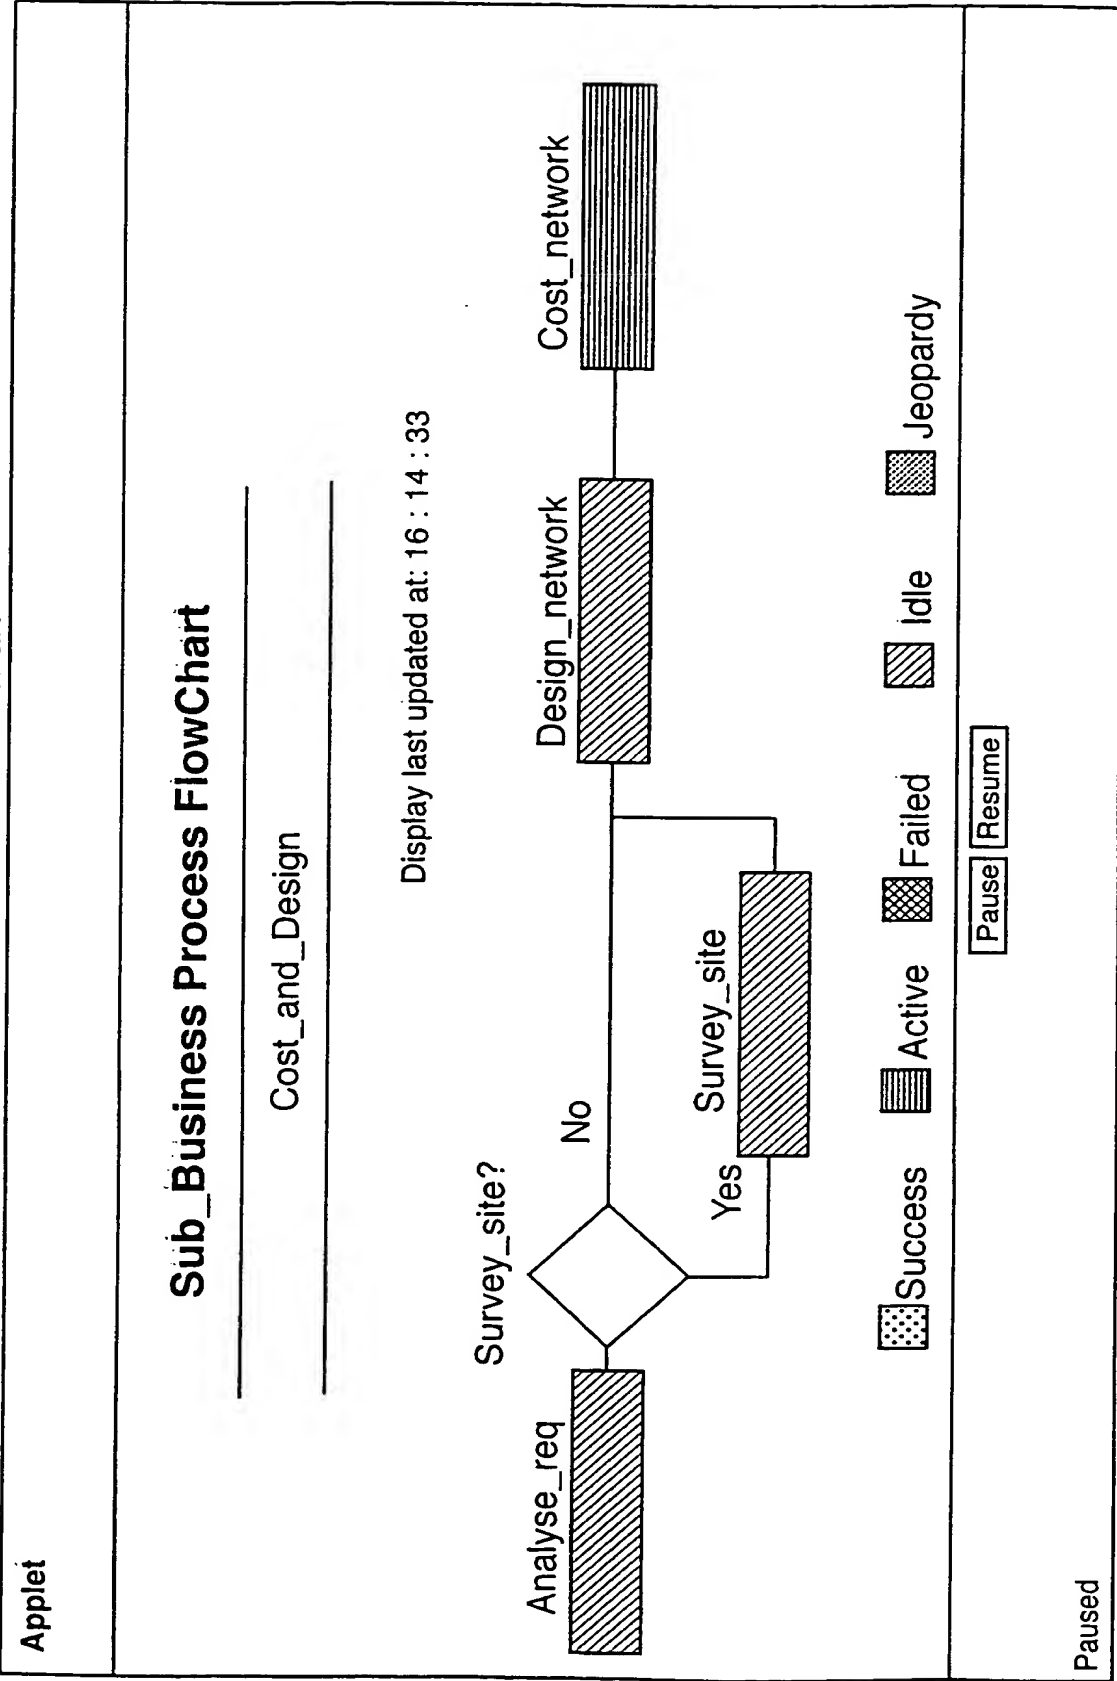 Applet
Sub_Business Process FlowChart
Cost_and_Design
Display last updated at: 16 : 14 : 33
Survey_site?
Analyse_req
No
Design_network
Cost_network
Yes
Survey_site
Success
Active
Failed
Idle
Jeopardy
Pause
Resume
Paused